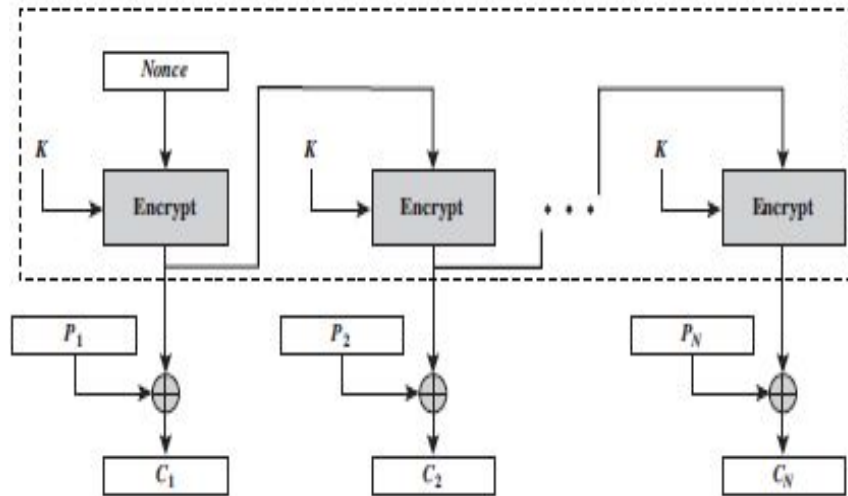 Nonce
K K K
Encrypt Encrypt • • • Encrypt
P1 P2 PN
C1 C2 CN